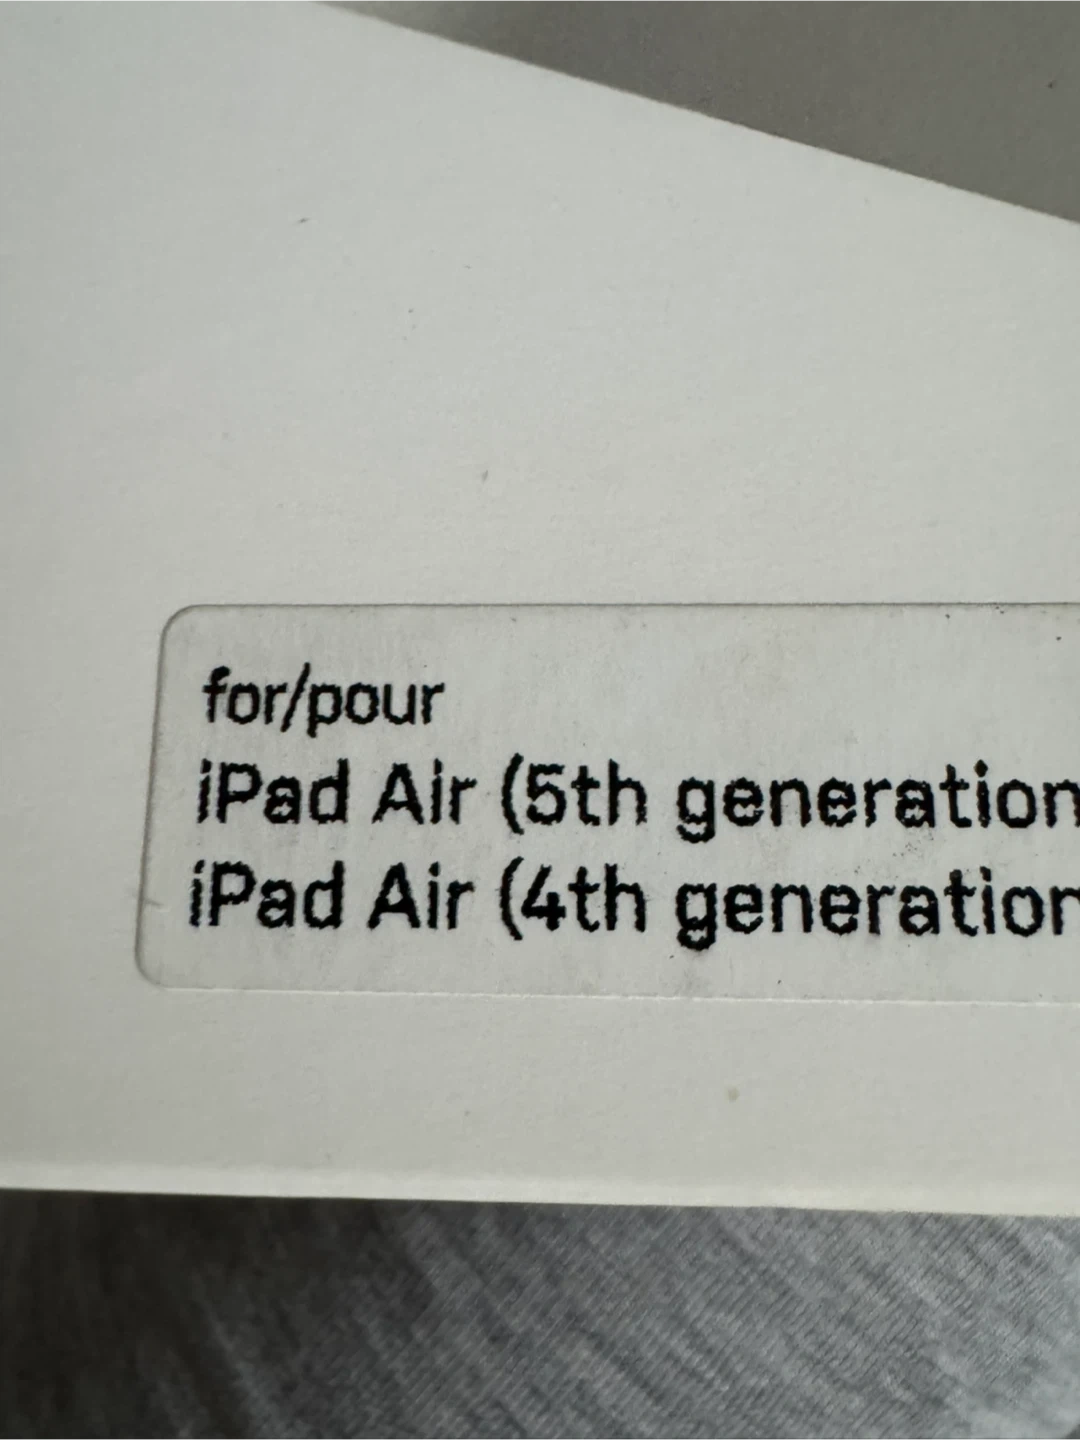 for/pour
iPad Air (5th generation
iPad Air (4th generation